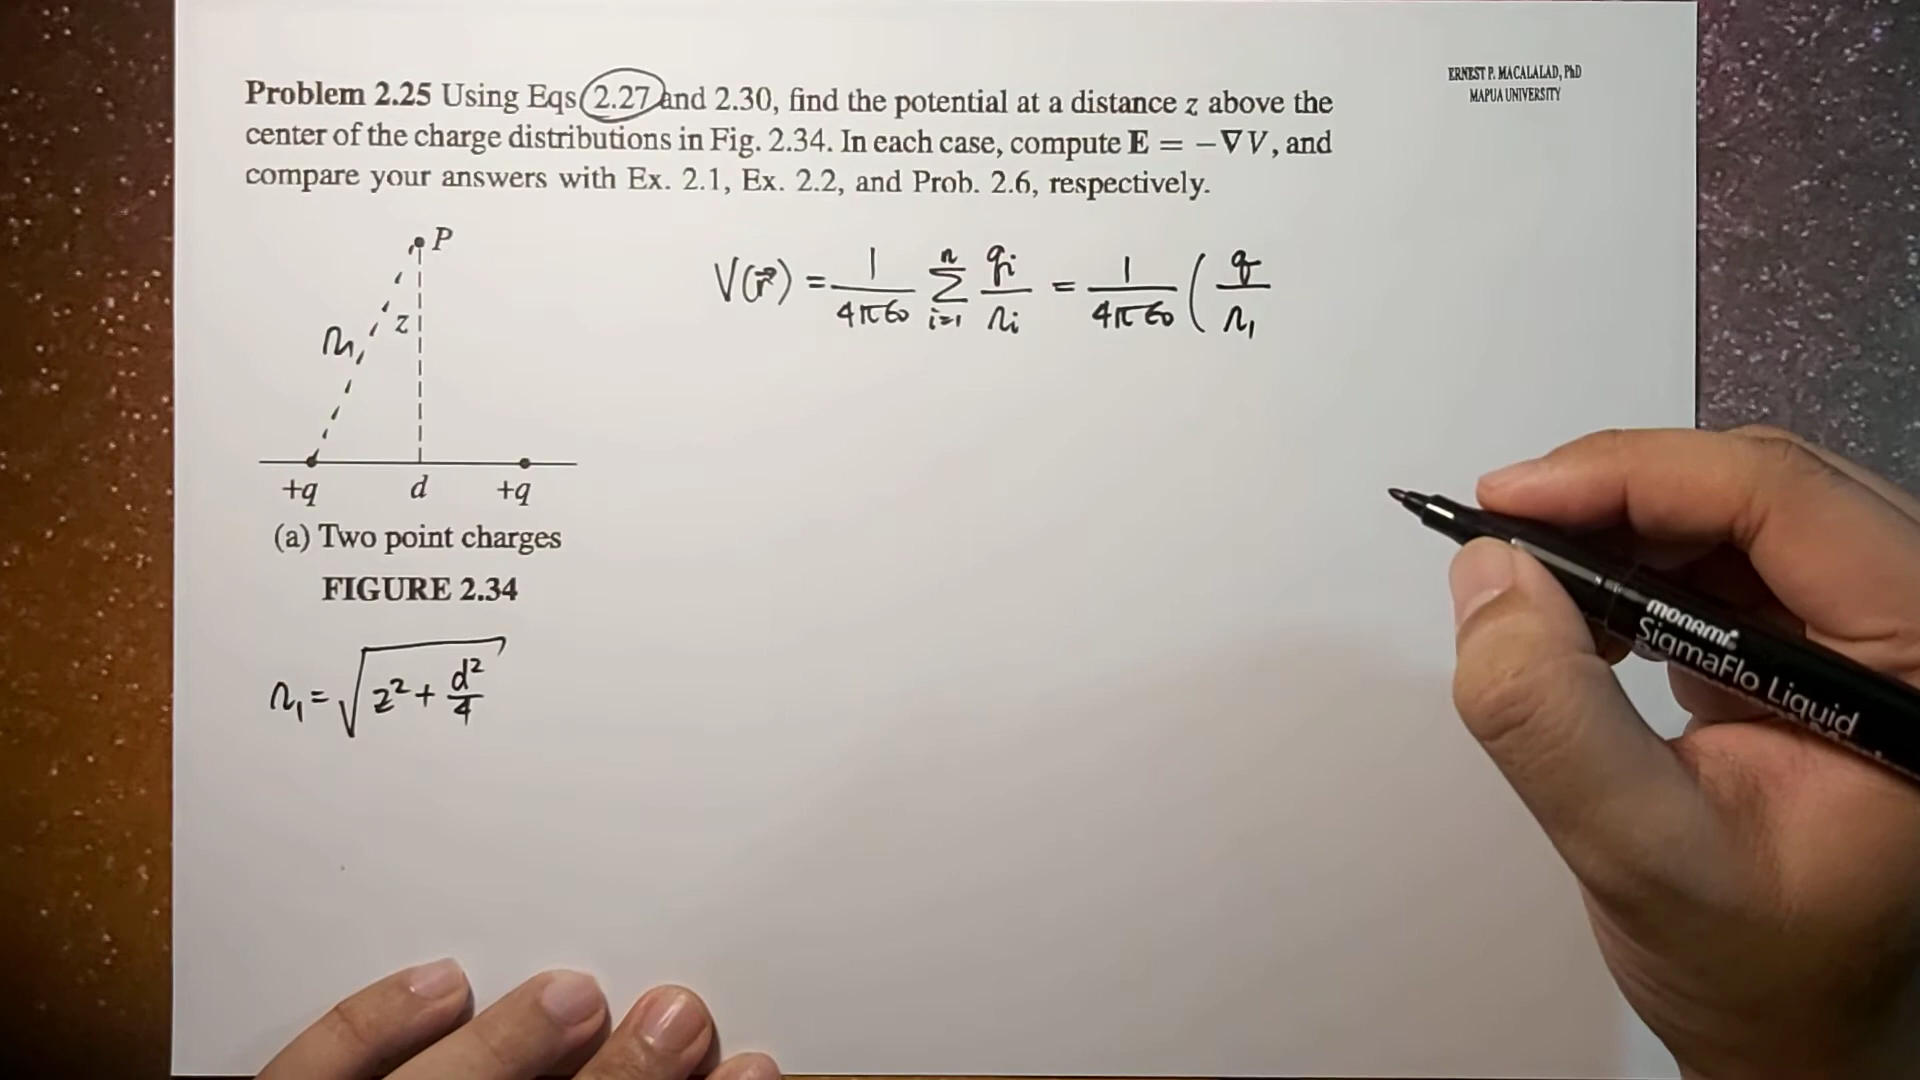 ERNEST P. MACALALAD, PhD
MAPUA UNIVERSITY
Problem 2.25 Using Eqs 2.27 and 2.30, find the potential at a distance z above the
center of the charge distributions in Fig. 2.34. In each case, compute E = −∇V, and
compare your answers with Ex. 2.1, Ex. 2.2, and Prob. 2.6, respectively.
P
z
r₁
+q d +q
(a) Two point charges
FIGURE 2.34
V(r⃗) = 1/4πε₀ Σ i=1 n qi/ri = 1/4πε₀ ( q/r₁
r₁ = √(z² + d²/4)
monami
SigmaFlo Liquid